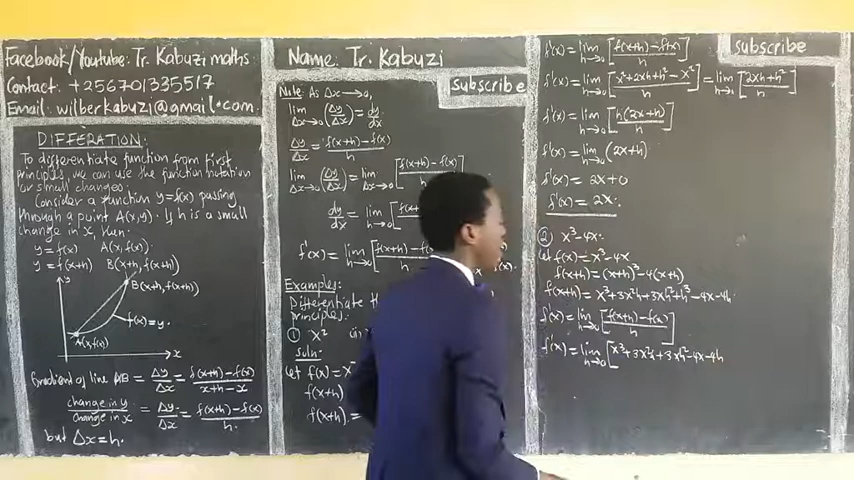 Facebook/Youtube: Tr. Kabuzi maths
Contact: +256701335517
Email: wilberkabuzi@gmail.com
DIFFERATION:
To differentiate function from first
principles, we can use the function notation
or small changes.
Consider a function y=f(x) passing
through a point A(x,y). If h is a small
change in x, then:
y = f(x) A(x, f(x))
y = f(x+h) B(x+h, f(x+h))
y
B(x+h, f(x+h))
f(x)=y.
A(x, f(x))
x
Gradient of line AB = Δy/Δx = f(x+h)-f(x)/x+h-x
change in y/change in x = Δy/Δx = f(x+h)-f(x)/h.
but Δx=h.
Name: Tr. Kabuzi
Subscribe
Note: As Δx → 0,
lim Δx→0 (Δy/Δx) = dy/dx
Δy/Δx = f(x+h)-f(x)/h
lim Δx→0 (Δy/Δx) = lim Δx→0 [f(x+h)-f(x)/h
dy/dx = lim h→0 [f(x+
f'(x) = lim h→0 [f(x+h)-f(x)/h
Examples:
Differentiate th
principles.
① x²
Soln:
let f(x) = x²
f(x+h)
f(x+h) =
Subscribe
f'(x) = lim h→0 [f(x+h)-f(x)/h]
f'(x) = lim h→0 [x²+2xh+h²-x²/h] = lim h→0 [2xh+h²/h]
f'(x) = lim h→0 [h(2x+h)/h]
f'(x) = lim h→0 (2x+h)
f'(x) = 2x+0
f'(x) = 2x.
② x³-4x.
let f(x) = x³-4x
f(x+h) = (x+h)³-4(x+h)
f(x+h) = x³+3x²h+3xh²+h³-4x-4h
f'(x) = lim h→0 [f(x+h)-f(x)/h]
f'(x) = lim h→0 [x³+3x²h+3xh²-4x-4h